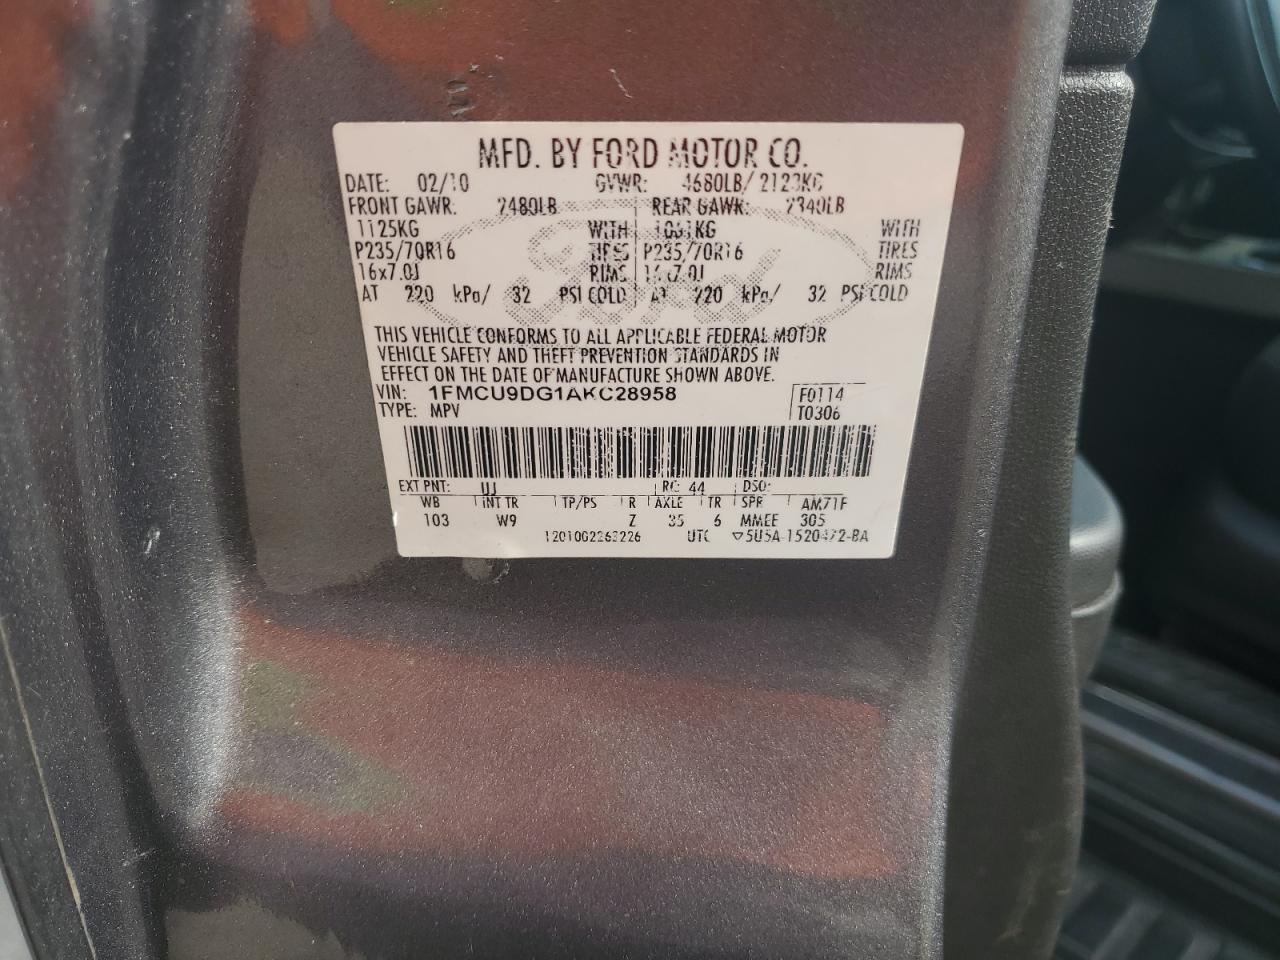 MFD. BY FORD MOTOR CO.
DATE: 02/10 GVWR: 4680LB/ 2123KG
FRONT GAWR: 2480LB REAR GAWR: 2340LB
1125KG WITH 1061KG WITH
P235/70R16 TIRES P235/70R16 TIRES
16x7.0J RIMS 16x7.0J RIMS
AT 220 kPa/ 32 PSI COLD AT 220 kPa/ 32 PSI COLD
Ford
THIS VEHICLE CONFORMS TO ALL APPLICABLE FEDERAL MOTOR
VEHICLE SAFETY AND THEFT PREVENTION STANDARDS IN
EFFECT ON THE DATE OF MANUFACTURE SHOWN ABOVE.
VIN: 1FMCU9DG1AKC28958 F0114
TYPE: MPV T0306
EXT PNT: UJ RC: 44 DSO:
WB INT TR TP/PS R AXLE TR SPR AM71F
103 W9 Z 35 6 MMEE 305
UTC ▽5U5A-1520472-BA